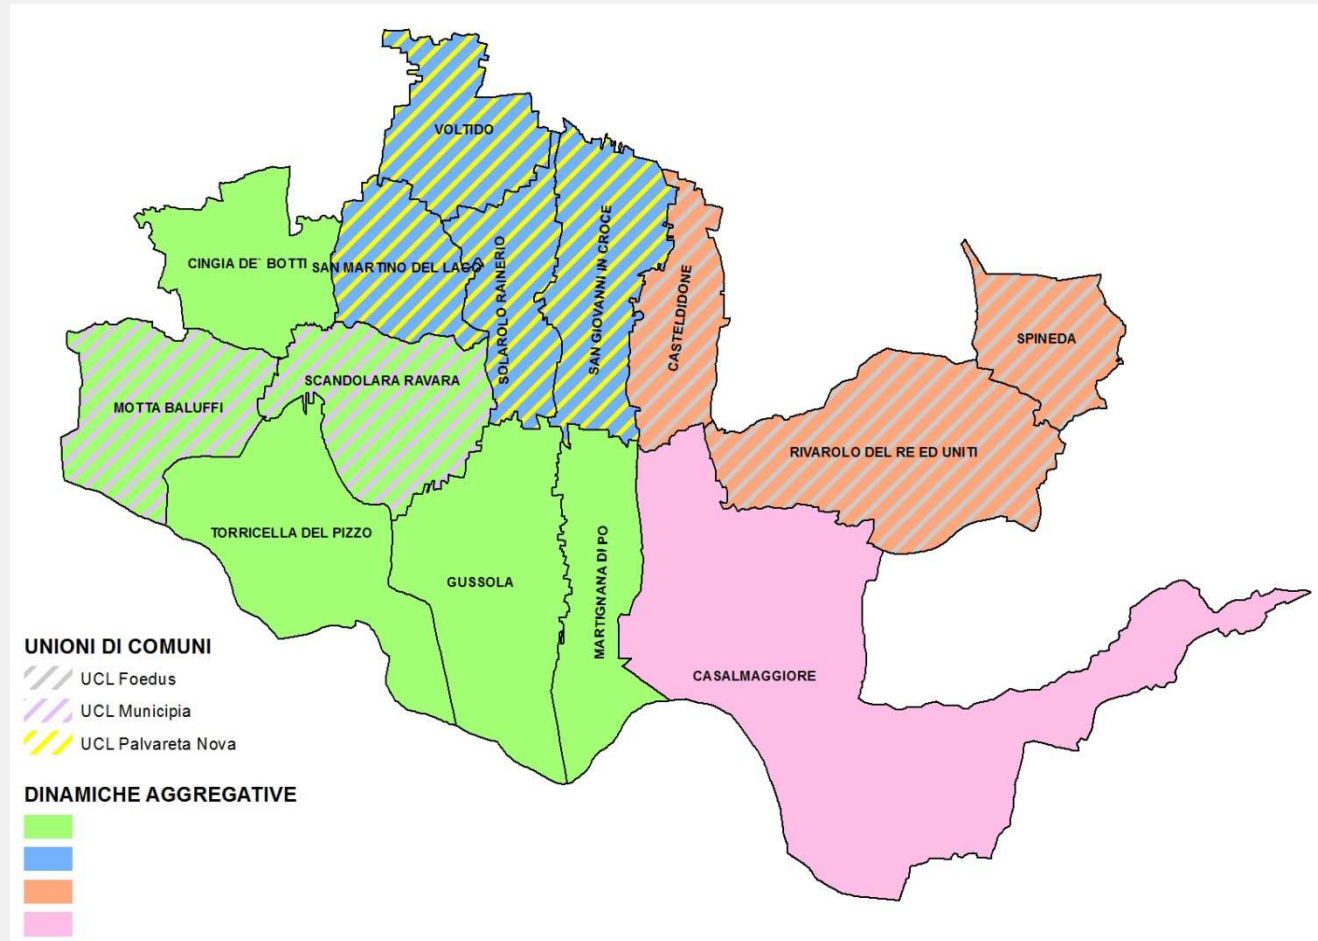 VOLTIDO
CINGIA DE` BOTTI
SAN MARTINO DEL LAGO
SOLAROLO RAINERIO
SAN GIOVANNI IN CROCE
CASTELDIDONE
SPINEDA
SCANDOLARA RAVARA
MOTTA BALUFFI
RIVAROLO DEL RE ED UNITI
TORRICELLA DEL PIZZO
GUSSOLA
MARTIGNANA DI PO
CASALMAGGIORE
UNIONI DI COMUNI
UCL Foedus
UCL Municipia
UCL Palvareta Nova
DINAMICHE AGGREGATIVE